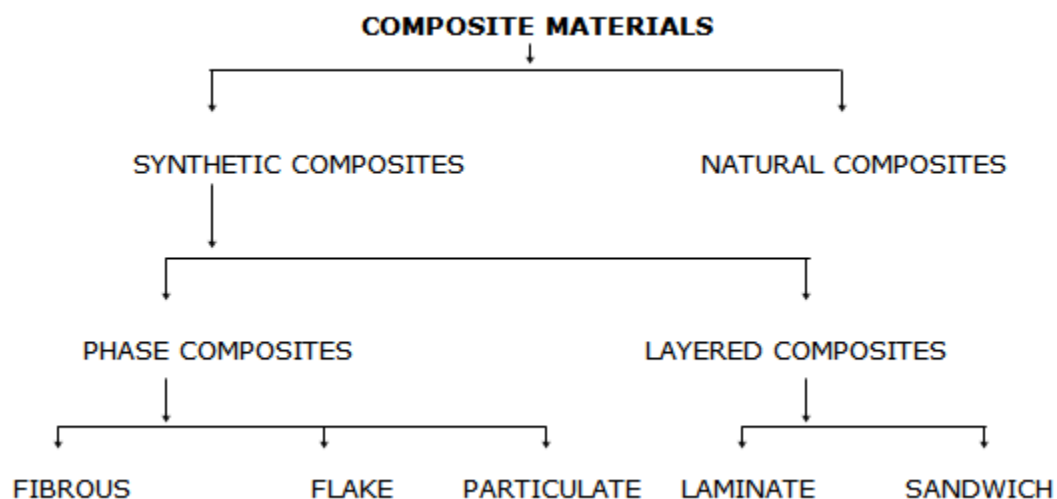 COMPOSITE MATERIALS
SYNTHETIC COMPOSITES NATURAL COMPOSITES
PHASE COMPOSITES LAYERED COMPOSITES
FIBROUS FLAKE PARTICULATE LAMINATE SANDWICH